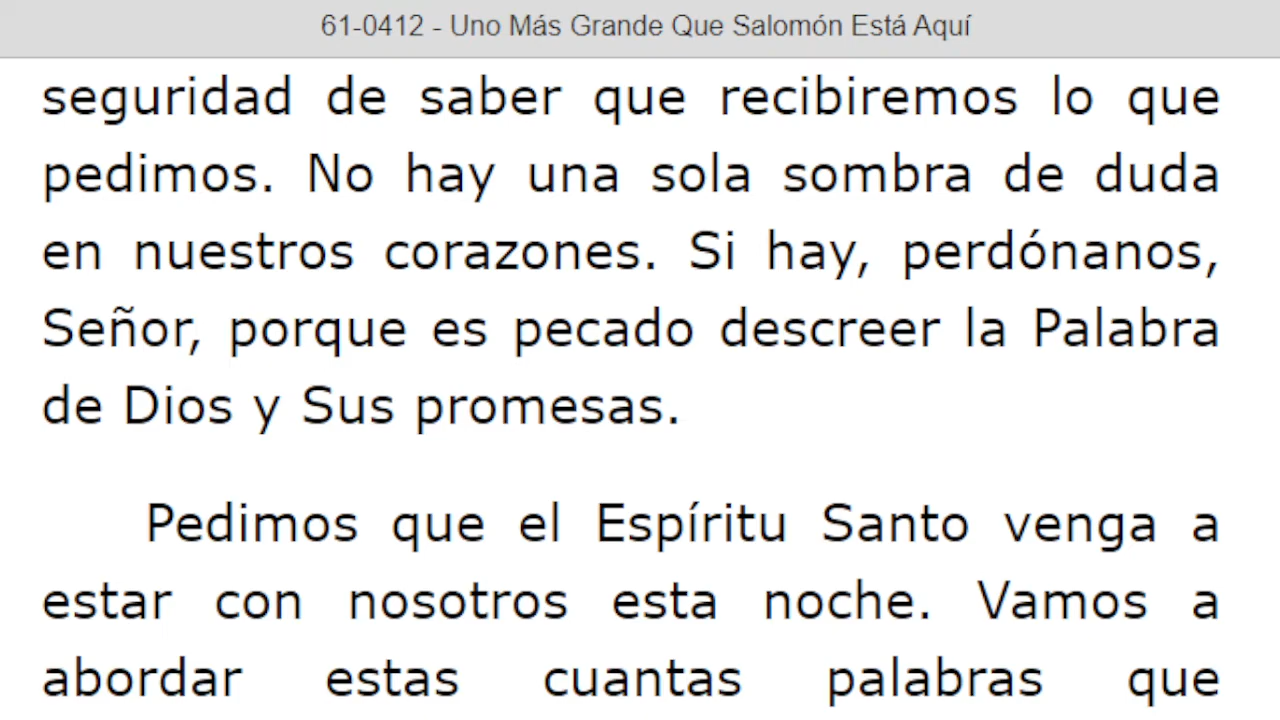 61-0412 - Uno Más Grande Que Salomón Está Aquí
seguridad de saber que recibiremos lo que
pedimos. No hay una sola sombra de duda
en nuestros corazones. Si hay, perdónanos,
Señor, porque es pecado descreer la Palabra
de Dios y Sus promesas.
Pedimos que el Espíritu Santo venga a
estar con nosotros esta noche. Vamos a
abordar estas cuantas palabras que